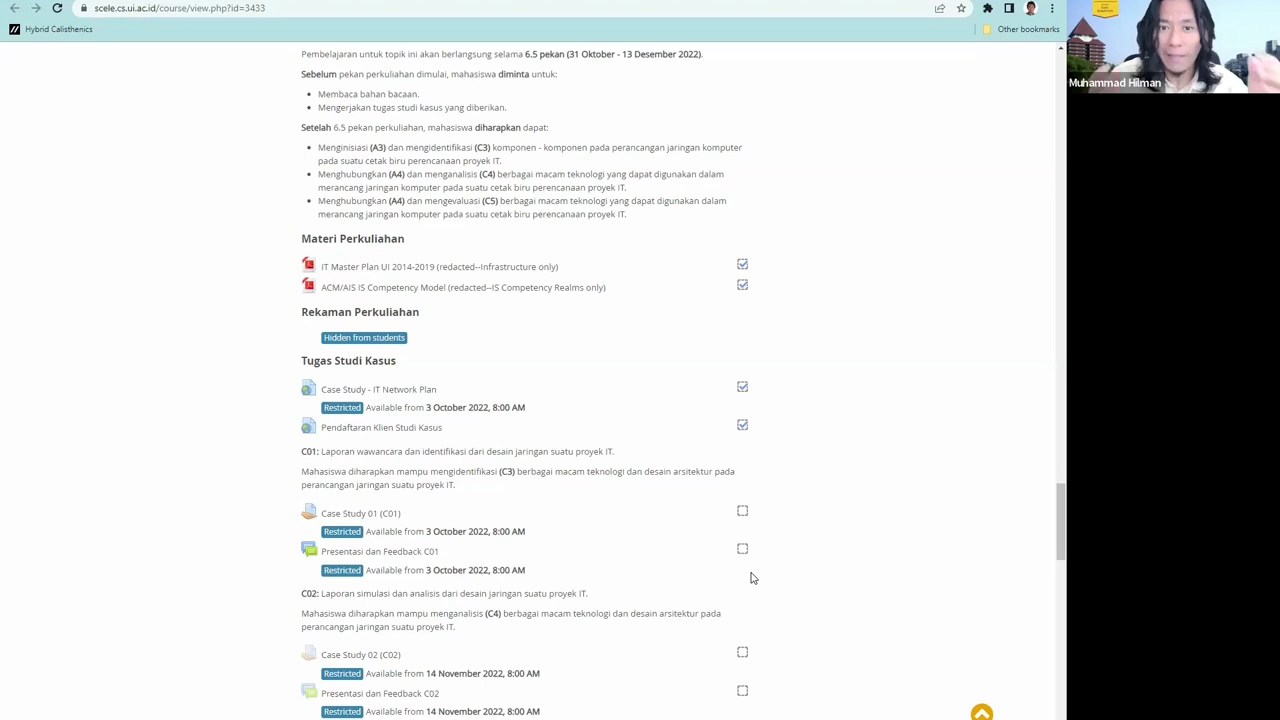 scele.cs.ui.ac.id/course/view.php?id=3433
Hybrid Calisthenics
Other bookmarks
Muhammad Hilman
Pembelajaran untuk topik ini akan berlangsung selama 6.5 pekan (31 Oktober - 13 Desember 2022).
Sebelum pekan perkuliahan dimulai, mahasiswa diminta untuk:
Membaca bahan bacaan.
Mengerjakan tugas studi kasus yang diberikan.
Setelah 6.5 pekan perkuliahan, mahasiswa diharapkan dapat:
Menginisiasi (A3) dan mengidentifikasi (C3) komponen - komponen pada perancangan jaringan komputer
pada suatu cetak biru perencanaan proyek IT.
Menghubungkan (A4) dan menganalisis (C4) berbagai macam teknologi yang dapat digunakan dalam
merancang jaringan komputer pada suatu cetak biru perencanaan proyek IT.
Menghubungkan (A4) dan mengevaluasi (C5) berbagai macam teknologi yang dapat digunakan dalam
merancang jaringan komputer pada suatu cetak biru perencanaan proyek IT.
Materi Perkuliahan
IT Master Plan UI 2014-2019 (redacted--Infrastructure only)
ACM/AIS IS Competency Model (redacted--IS Competency Realms only)
Rekaman Perkuliahan
Hidden from students
Tugas Studi Kasus
Case Study - IT Network Plan
Restricted Available from 3 October 2022, 8:00 AM
Pendaftaran Klien Studi Kasus
C01: Laporan wawancara dan identifikasi dari desain jaringan suatu proyek IT.
Mahasiswa diharapkan mampu mengidentifikasi (C3) berbagai macam teknologi dan desain arsitektur pada
perancangan jaringan suatu proyek IT.
Case Study 01 (C01)
Restricted Available from 3 October 2022, 8:00 AM
Presentasi dan Feedback C01
Restricted Available from 3 October 2022, 8:00 AM
C02: Laporan simulasi dan analisis dari desain jaringan suatu proyek IT.
Mahasiswa diharapkan mampu menganalisis (C4) berbagai macam teknologi dan desain arsitektur pada
perancangan jaringan suatu proyek IT.
Case Study 02 (C02)
Restricted Available from 14 November 2022, 8:00 AM
Presentasi dan Feedback C02
Restricted Available from 14 November 2022, 8:00 AM